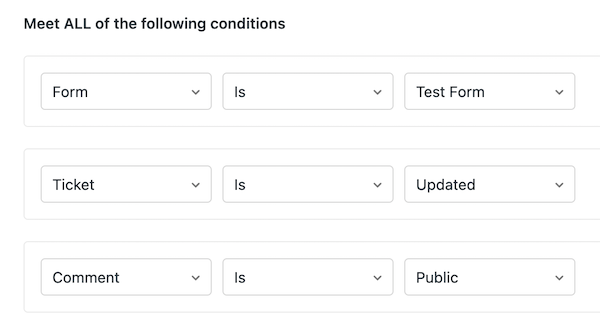 Meet ALL of the following conditions
Form Is Test Form
Ticket Is Updated
Comment Is Public